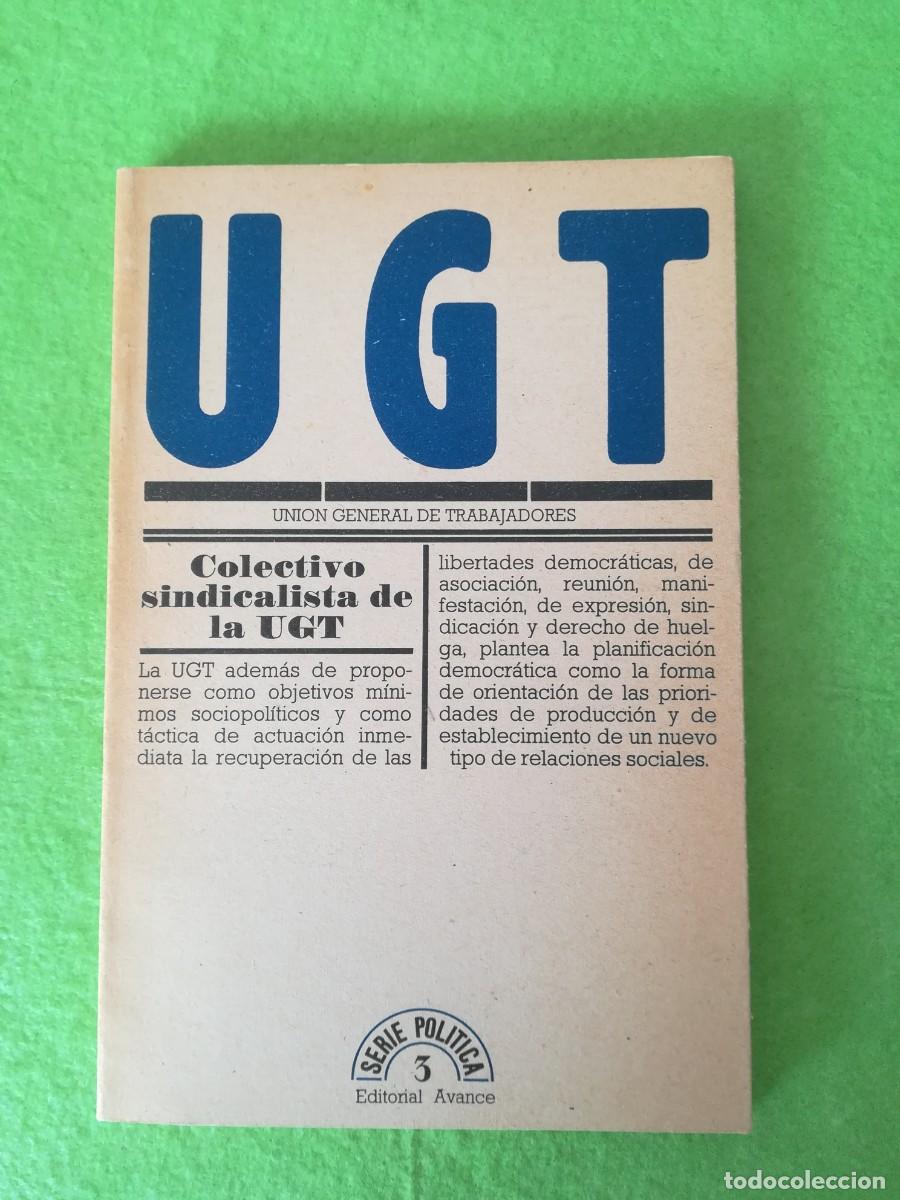 UGT
UNION GENERAL DE TRABAJADORES
Colectivo
sindicalista de
la UGT
La UGT además de propo-
nerse como objetivos míni-
mos sociopolíticos y como
táctica de actuación inme-
diata la recuperación de las
libertades democráticas, de
asociación, reunión, mani-
festación, de expresión, sin-
dicación y derecho de huel-
ga, plantea la planificación
democrática como la forma
de orientación de las priori-
dades de producción y de
establecimiento de un nuevo
tipo de relaciones sociales.
SERIE POLITICA
3
Editorial Avance
todocoleccion